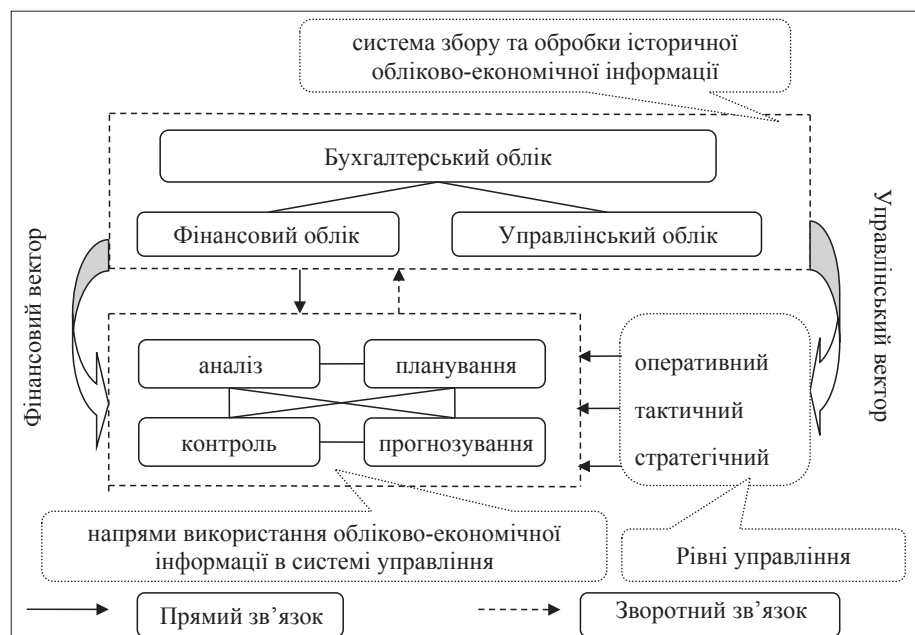 система збору та обробки історичної
обліково-економічної інформації
Бухгалтерський облік
Фінансовий облік
Управлінський облік
Фінансовий вектор
Управлінський вектор
аналіз
планування
контроль
прогнозування
оперативний
тактичний
стратегічний
напрями використання обліково-економічної
інформації в системі управління
Рівні управління
Прямий зв’язок
Зворотний зв’язок